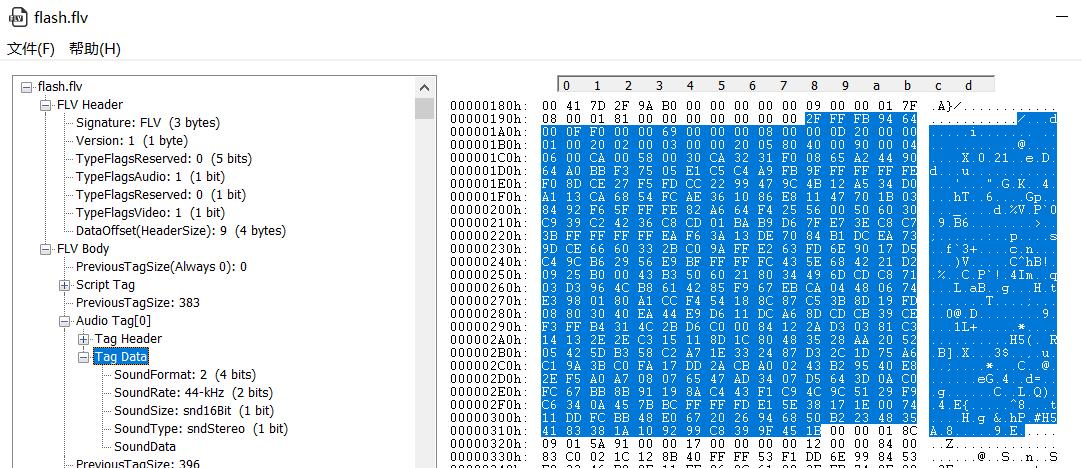 flash.flv
文件(F) 帮助(H)
flash.flv
FLV Header
Signature: FLV (3 bytes)
Version: 1 (1 byte)
TypeFlagsReserved: 0 (5 bits)
TypeFlagsAudio: 1 (1 bit)
TypeFlagsReserved: 0 (1 bit)
TypeFlagsVideo: 1 (1 bit)
DataOffset(HeaderSize): 9 (4 bytes)
FLV Body
PreviousTagSize(Always 0): 0
Script Tag
PreviousTagSize: 383
Audio Tag[0]
Tag Header
Tag Data
SoundFormat: 2 (4 bits)
SoundRate: 44-kHz (2 bits)
SoundSize: snd16Bit (1 bit)
SoundType: sndStereo (1 bit)
SoundData
PreviousTagSize: 396
0 1 2 3 4 5 6 7 8 9 a b c d
00000180h: 00 41 7D 2F 9A B0 00 00 00 00 00 09 00 00 01 7F .A}/............
00000190h: 08 00 01 81 00 00 00 00 00 00 00 2F FF FB 94 64 .........../...d
000001A0h: 00 0F F0 00 00 69 00 00 00 08 00 00 0D 20 00 00
000001B0h: 01 00 20 02 00 03 00 00 20 05 80 40 00 90 00 04
000001C0h: 06 00 CA 00 58 00 30 CA 32 31 F0 08 65 A2 44 90
000001D0h: 64 A0 BB F3 75 05 E1 C5 C4 A9 FB 9F FF FF FF FE
000001E0h: F0 8D CE 27 F5 FD CC 22 99 47 9C 4B 12 A5 34 D0
000001F0h: A1 13 CA 68 54 FC AE 36 10 86 E8 11 47 70 1B 03
00000200h: 84 92 F6 5F FF FE 82 A6 64 F4 25 56 00 50 60 30
00000210h: C9 39 C2 42 36 C8 CD 01 BA B9 D6 7F E7 3E C8 C7
00000220h: 3B FF FF FF FF EA F6 3A 13 DE 70 84 B1 DC EA 73
00000230h: 9D CE 66 60 33 2B C0 9A FF E2 63 FD 6E 90 17 D5
00000240h: C4 9C B6 29 56 E9 BF FF FF FC 43 5E 68 42 21 D2
00000250h: 09 25 B0 00 43 B3 50 60 21 80 34 49 6D CD C8 71
00000260h: 03 D3 96 4C B8 61 42 85 F9 67 EB CA 04 48 06 74
00000270h: E3 98 01 80 A1 CC F4 54 18 8C 87 C5 3B 8D 19 FD
00000280h: 08 80 30 40 EA 44 E9 D6 11 DC A6 8D CD CB 39 CE
00000290h: F3 FF B4 31 4C 2B D6 C0 00 84 12 2A D3 03 81 C3
000002A0h: 14 13 2E 2E C3 15 11 8D 1C 80 48 35 28 AA 20 52
000002B0h: 05 42 5D B3 58 C2 A7 1E 33 24 87 D3 2C 1D 75 A6
000002C0h: C1 9A 3B C0 FA 17 DD 2A CB A0 02 43 B2 95 40 E8
000002D0h: 2E F5 A0 A7 08 07 65 47 AD 34 07 D5 64 3D 0A C0
000002E0h: FC 67 BB 8B 91 19 8A C4 43 F1 C9 4C 9C 51 29 F9
000002F0h: C6 34 0A 45 7B BC FF FF FF FD E1 5E 38 17 1E 00 74
00000300h: 11 DD FC BB 48 E0 67 20 26 94 68 50 B2 23 48 35
00000310h: 41 83 38 1A 10 92 99 C8 39 9F 45 1B 00 00 01 8C
00000320h: 09 01 5A 91 00 00 17 00 00 00 00 12 00 00 84 00
00000330h: 83 C0 02 1C 12 8B 40 FF FF FF 53 F1 DD 6E 99 84 53